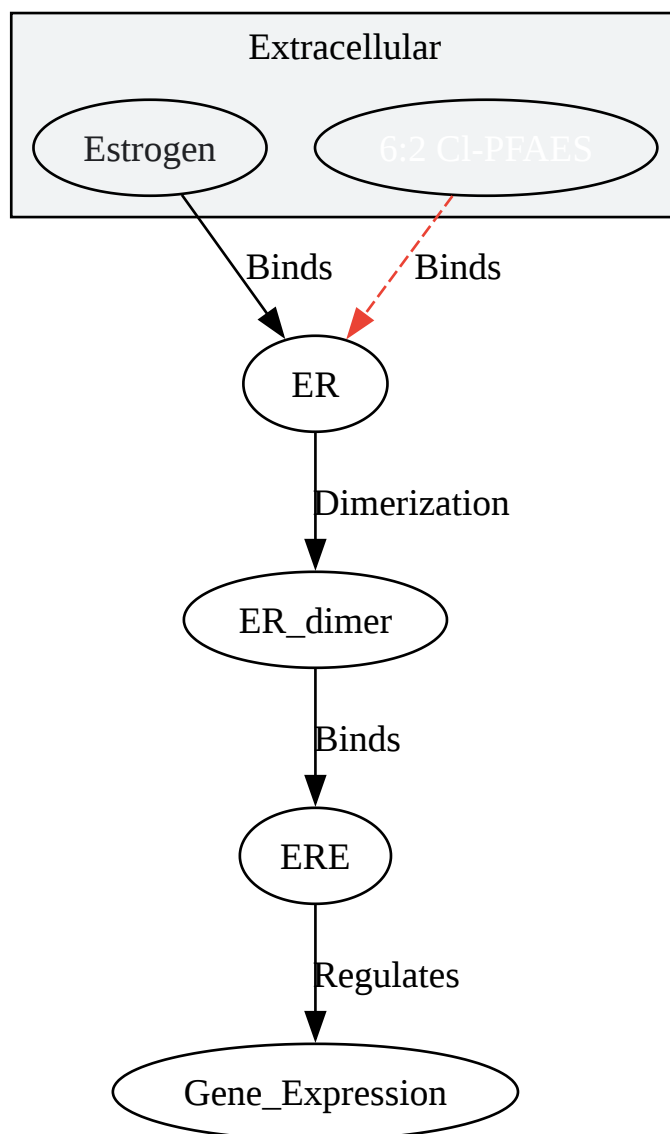 Extracellular
Estrogen
6:2 Cl-PFAES
Binds
Binds
ER
Dimerization
ER_dimer
Binds
ERE
Regulates
Gene_Expression